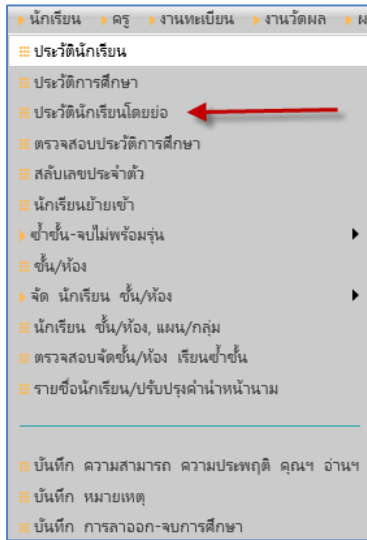 นักเรียน ครู งานทะเบียน งานวัดผล ผ
ประวัตินักเรียน
ประวัติการศึกษา
ประวัตินักเรียนโดยย่อ
ตรวจสอบประวัติการศึกษา
สลับเลขประจำตัว
นักเรียนย้ายเข้า
ซ้ำชั้น-จบไม่พร้อมรุ่น
ชั้น/ห้อง
จัด นักเรียน ชั้น/ห้อง
นักเรียน ชั้น/ห้อง, แผน/กลุ่ม
ตรวจสอบจัดชั้น/ห้อง เรียนซ้ำชั้น
รายชื่อนักเรียน/ปรับปรุงคำนำหน้านาม
บันทึก ความสามารถ ความประพฤติ คุณฯ อ่านฯ
บันทึก หมายเหตุ
บันทึก การลาออก-จบการศึกษา